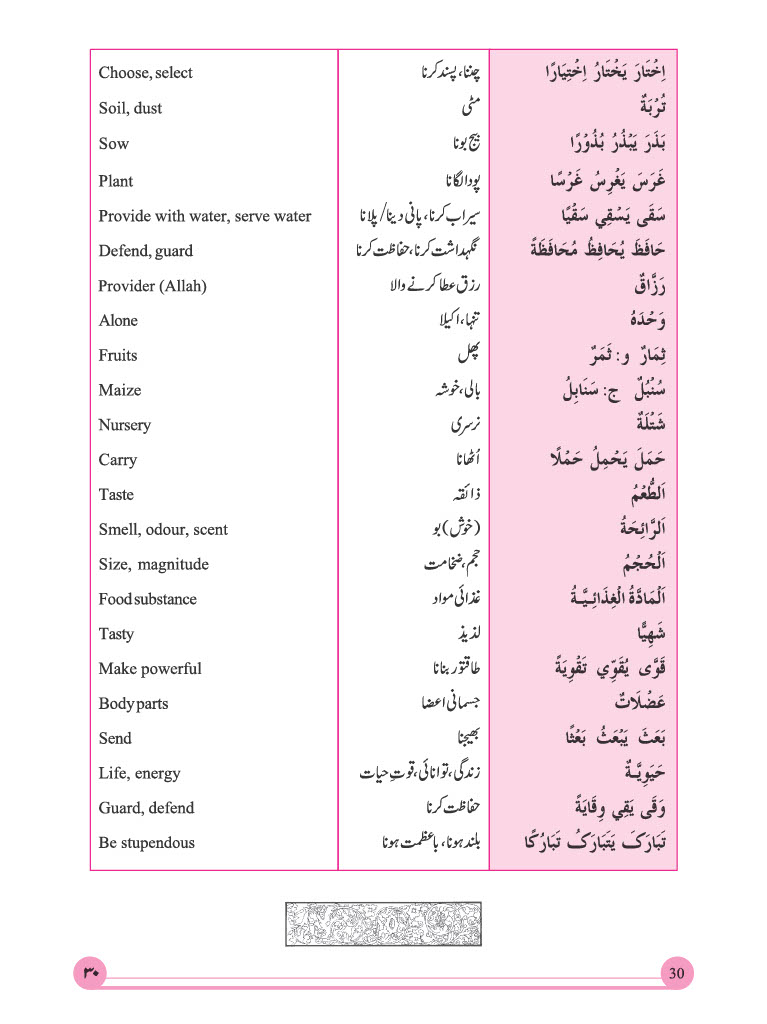 Choose, select چننا، پسند کرنا اِخْتَارَ يَخْتَارُ اِخْتِيَارًا
Soil, dust مٹی تُرْبَةٌ
Sow بیج بونا بَذَرَ يَبْذُرُ بُذُوْرًا
Plant پودا لگانا غَرَسَ يَغْرِسُ غَرْسًا
Provide with water, serve water سیراب کرنا، پانی دینا/ پلانا سَقَى يَسْقِي سَقْيًا
Defend, guard نگہداشت کرنا، حفاظت کرنا حَافَظَ يُحَافِظُ مُحَافَظَةً
Provider (Allah) رزق عطا کرنے والا رَزَّاقٌ
Alone تنہا، اکیلا وَحْدَهُ
Fruits پھل ثِمَارٌ و: ثَمَرٌ
Maize بالی، خوشہ سُنْبُلٌ ج: سَنَابِلُ
Nursery نرسری شَتْلَةٌ
Carry اُٹھانا حَمَلَ يَحْمِلُ حَمْلًا
Taste ذائقہ اَلطُّعْمُ
Smell, odour, scent (خوش) بو اَلرَّائِحَةُ
Size, magnitude حجم، ضخامت اَلْحُجْمُ
Food substance غذائی مواد اَلْمَادَّةُ الْغِذَائِيَّةُ
Tasty لذیذ شَهِيًّا
Make powerful طاقتور بنانا قَوَّى يُقَوِّي تَقْوِيَةً
Body parts جسمانی اعضا عَضْلَاتٌ
Send بھیجنا بَعَثَ يَبْعَثُ بَعْثًا
Life, energy زندگی، توانائی، قوتِ حیات حَيَوِيَّةٌ
Guard, defend حفاظت کرنا وَقَى يَقِي وِقَايَةً
Be stupendous بلند ہونا، باعظمت ہونا تَبَارَكَ يَتَبَارَكُ تَبَارُكًا
۳۰ 30